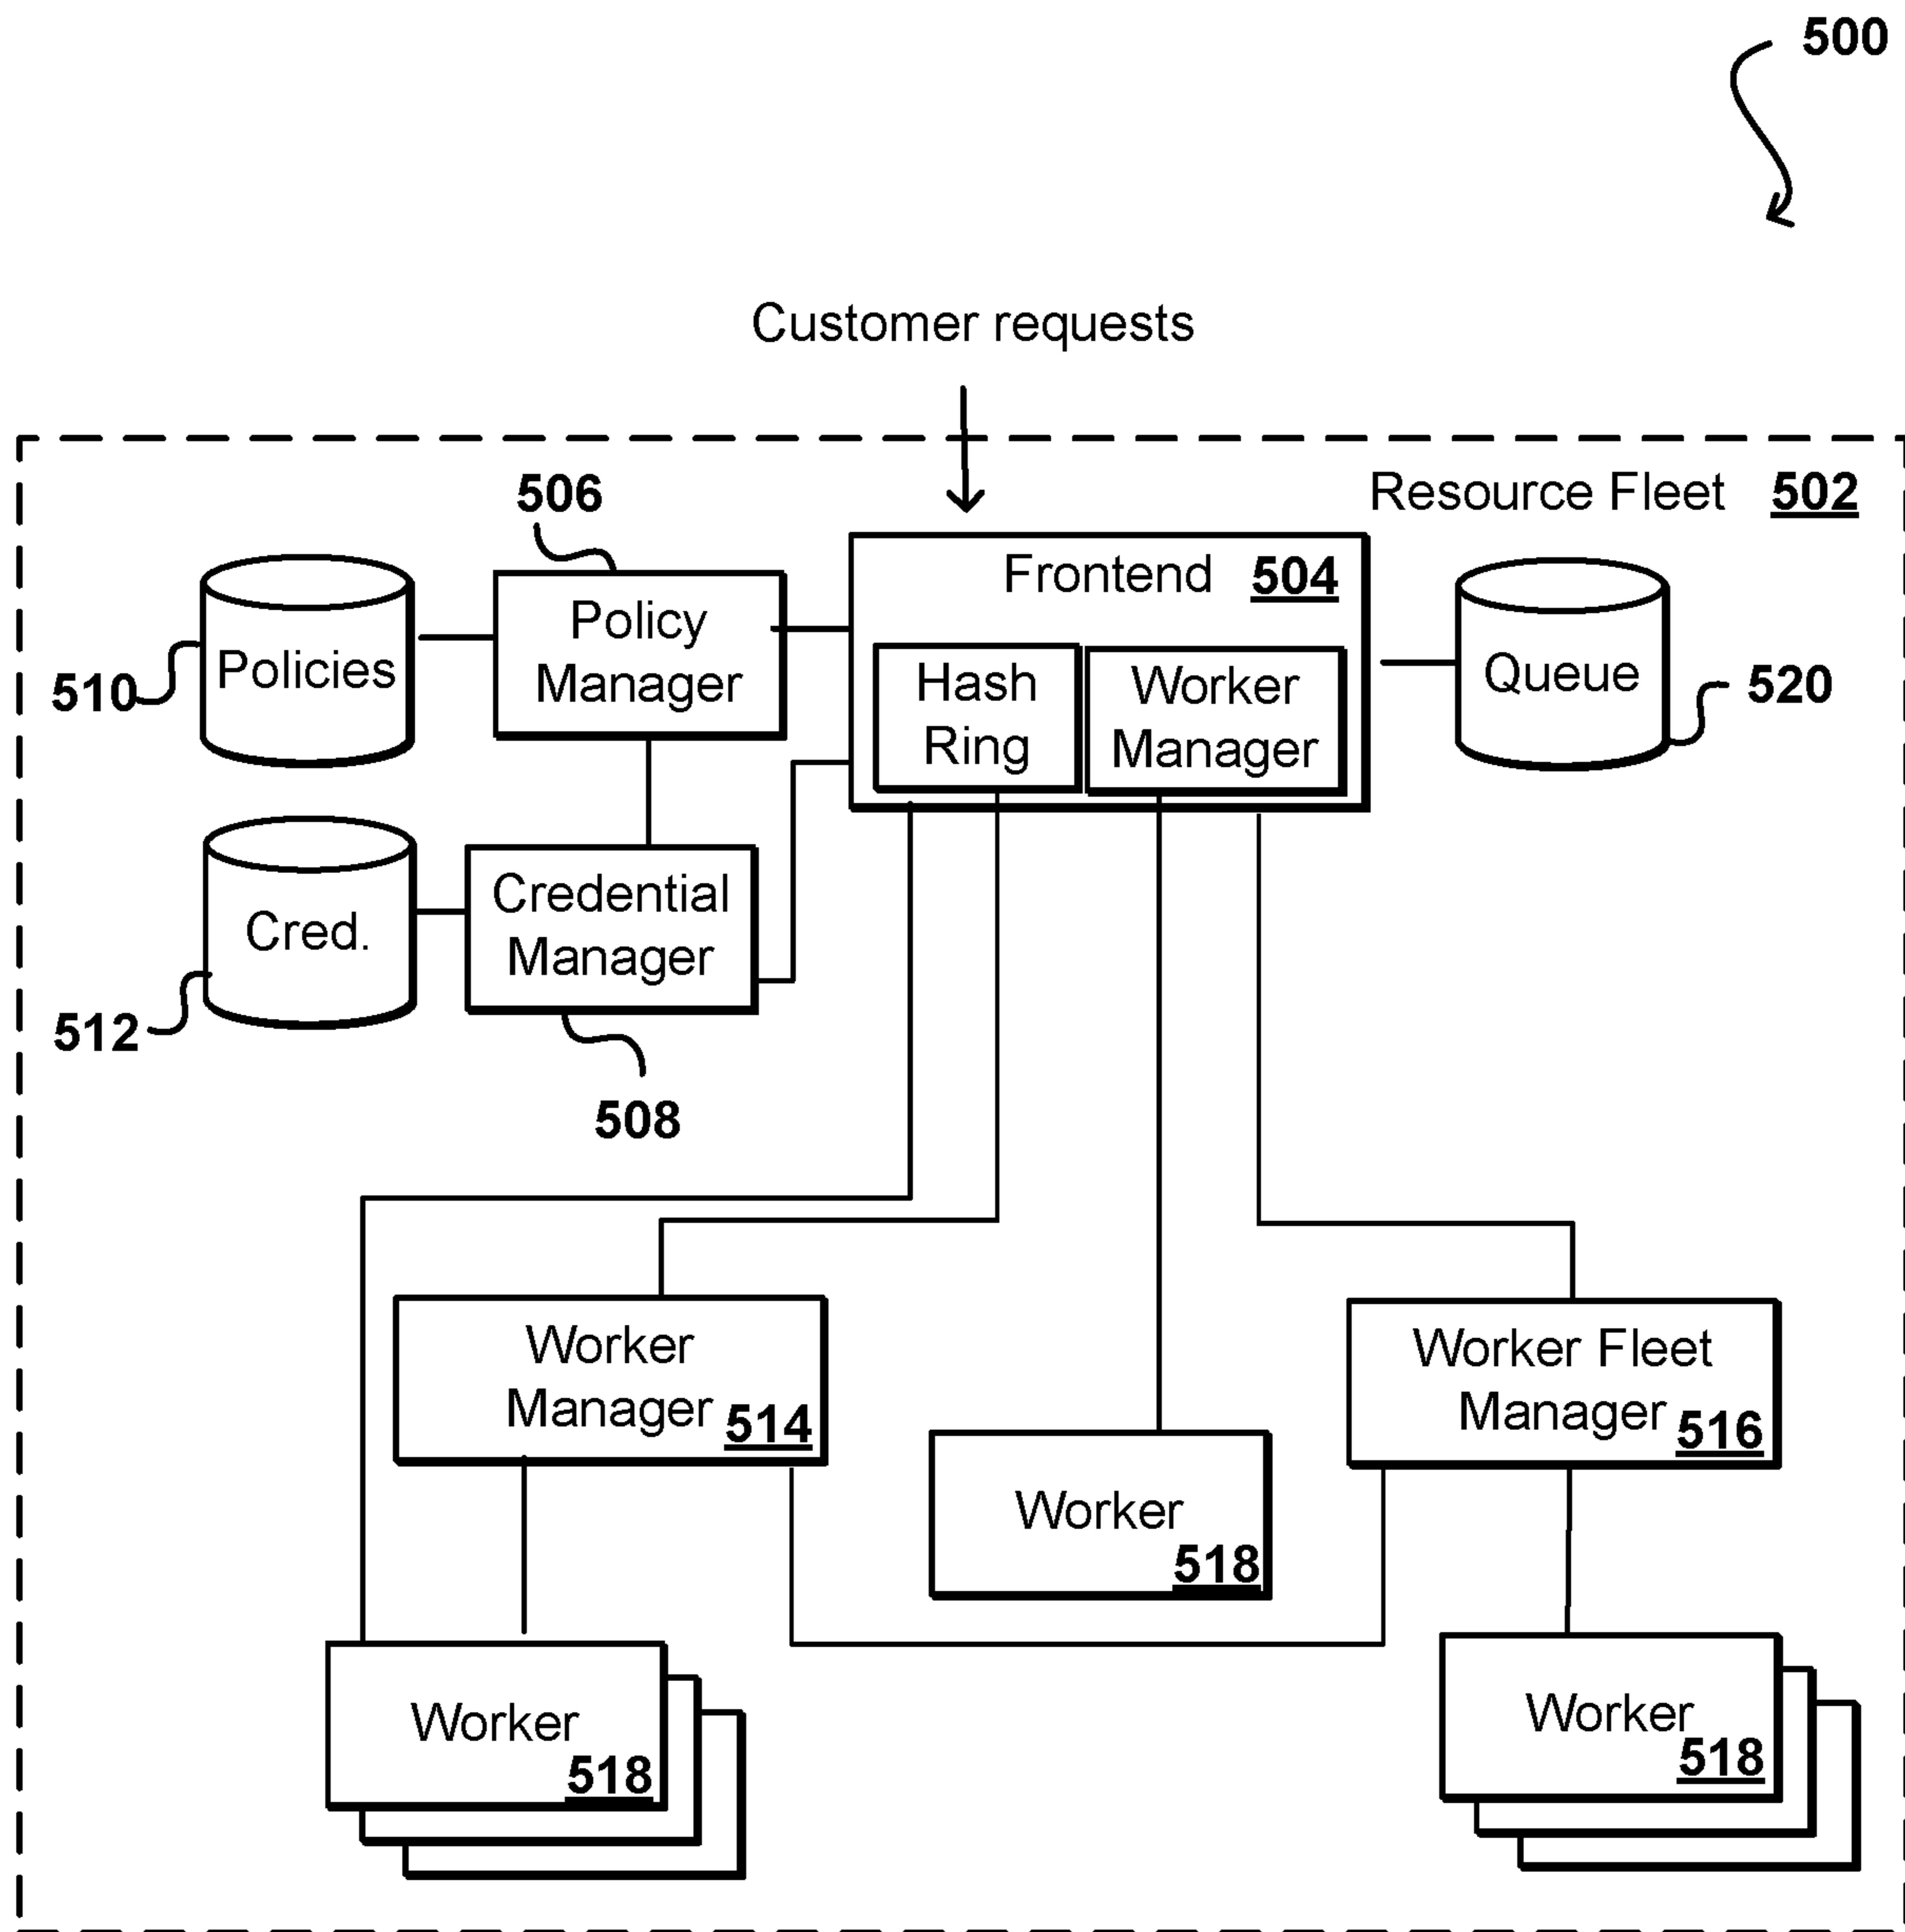 500
Customer requests
Resource Fleet 502
506
Frontend 504
Policies
510
Policy
Manager
Hash
Ring
Worker
Manager
Queue
520
Cred.
512
Credential
Manager
508
Worker
Manager 514
Worker Fleet
Manager 516
Worker
518
Worker
518
Worker
518